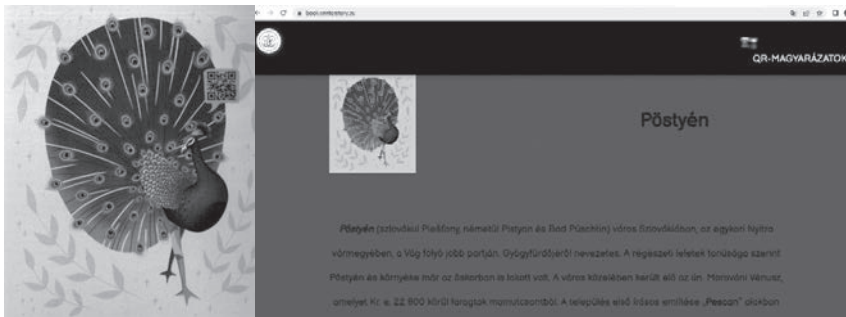 QR-MAGYARÁZATOK
Pöstyén
Pöstyén (szlovákul Piešťany, németül Pistyan és Bad Püschtin) város Szlovákiában, az egykori Nyitra
vármegyében, a Vág folyó jobb partján. Gyógyfürdőjéről nevezetes. A régészeti leletek tanúsága szerint
Pöstyén és környéke már az őskorban is lakott volt. A város közelében került elő az ún. Moraváni Vénusz,
amelyet Kr. e. 22 800 körül faragtak mamutcsontból. A település első írásos említése „Pescan” alakban